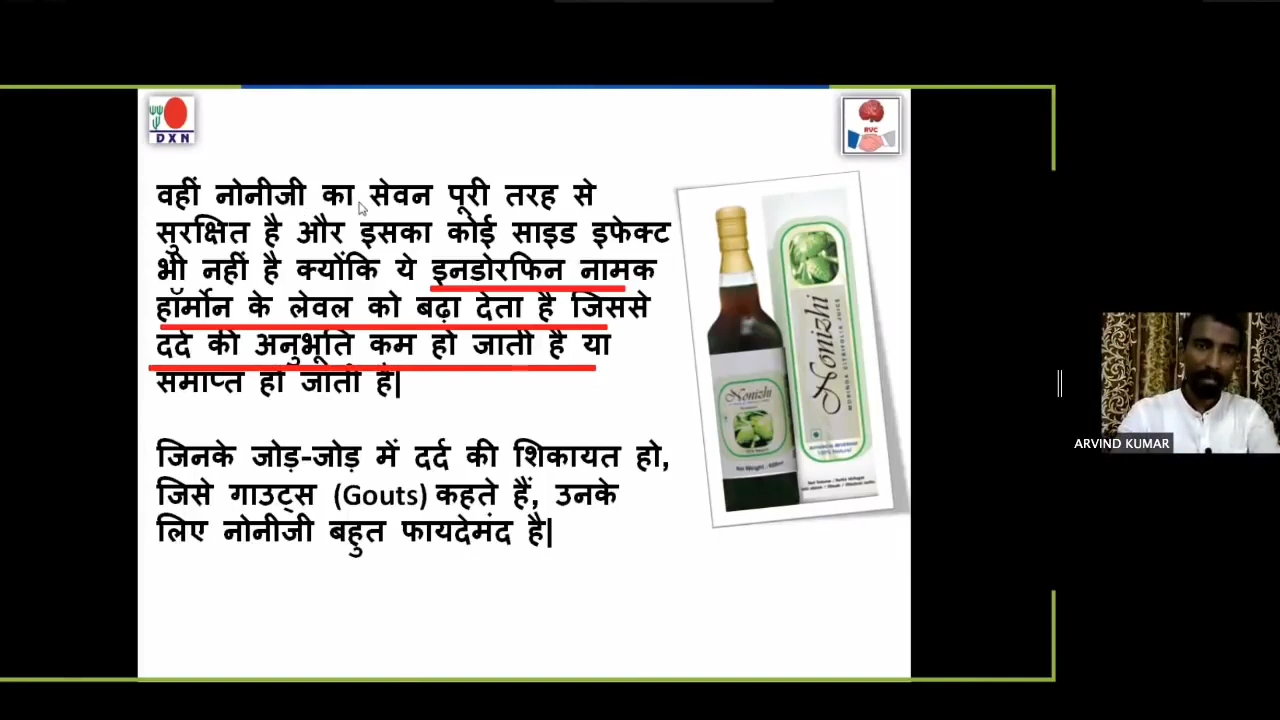 DXN
RVC
वहीं नोनीजी का सेवन पूरी तरह से
सुरक्षित है और इसका कोई साइड इफेक्ट
भी नहीं है क्योंकि ये इनडोरफिन नामक
हॉर्मोन के लेवल को बढ़ा देता है जिससे
दर्द की अनुभूति कम हो जाती है या
समाप्त हो जाती है|
जिनके जोड़-जोड़ में दर्द की शिकायत हो,
जिसे गाउट्स (Gouts) कहते हैं, उनके
लिए नोनीजी बहुत फायदेमंद है|
Nonizhi
Nonizhi
MORINDA CITRIFOLIA JUICE
ARVIND KUMAR